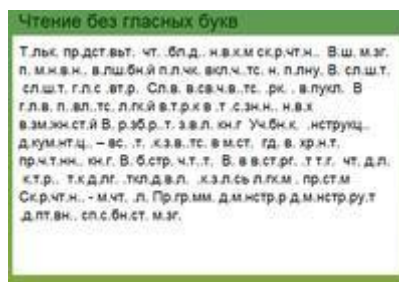 Чтение без гласных букв
Т.льк. пр.дст.вьт. чт. .бл.д.. н.в.к.м ск.р.чт.н.. В.ш. м.зг.
п. м.н.в.н.. в.лш.бн.й п.л.чк. вкл.ч..тс. н. п.лну. В. сл.ш.т.
сл.ш.т. г.л.с .вт.р. Сл.в. в.св.ч.в..тс. .рк. . в.пукл. В
г.л.в. п..вл..тс. л.гк.й в.т.р.к в .т .с.зн.н.. н.в.х
в.зм.жн.ст.й В. р.зб.р..т. з.в.л. кн.г Уч.бн.к. .нструкц..
д.кум.нт.ц.. – вс. .т. .к.з.в..тс. в м.ст. гд. в. хр.н.т.
пр.ч.т.нн.. кн.г. В. б.стр. ч.т..т. В. в в.ст.рг. .т т.г. чт. д.л.
.к.т.р.. т.к д.лг. .ткл.д.в.л. .к.з.л.сь л.гк.м . пр.ст.м
Ск.р.чт.н.. - м.чт. .л. Пр.гр.мм. д.м.нстр.р д.м.нстр.ру.т
.д.пт.вн.. сп.с.бн.ст. м.зг.